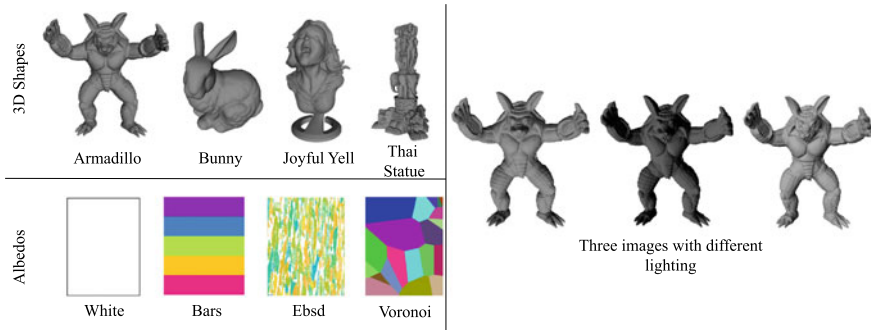 3D Shapes
Armadillo
Bunny
Joyful Yell
Thai
Statue
Albedos
White
Bars
Ebsd
Voronoi
Three images with different
lighting